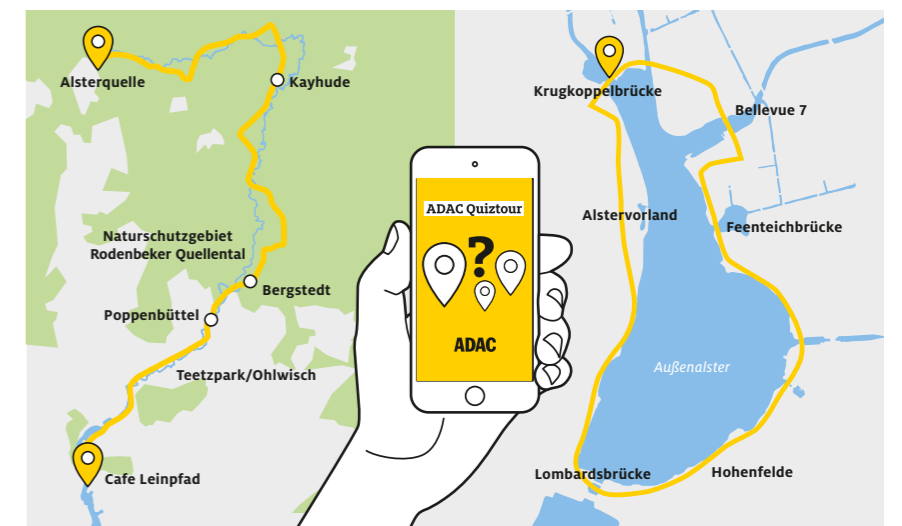 Alsterquelle
Kayhude
Naturschutzgebiet
Rodenbeker Quellental
Bergstedt
Poppenbüttel
Teetzpark/Ohlwisch
Cafe Leinpfad
ADAC Quiztour
?
ADAC
Krugkoppelbrücke
Bellevue 7
Alstervorland
Feenteichbrücke
Außenalster
Lombardsbrücke
Hohenfelde